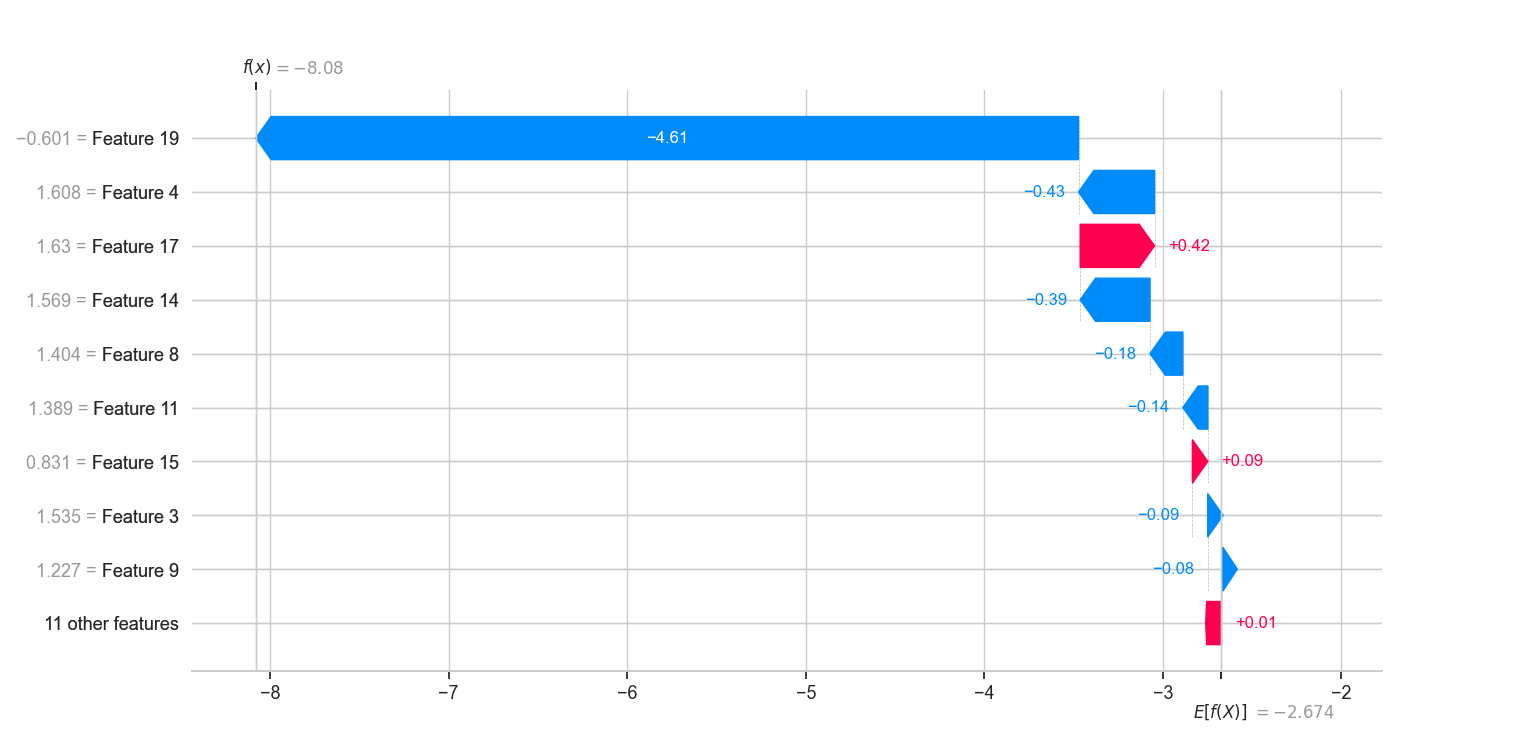 f(x) = −8.08
−0.601 = Feature 19
−4.61
1.608 = Feature 4
−0.43
1.63 = Feature 17
+0.42
1.569 = Feature 14
−0.39
1.404 = Feature 8
−0.18
1.389 = Feature 11
−0.14
0.831 = Feature 15
+0.09
1.535 = Feature 3
−0.09
1.227 = Feature 9
−0.08
11 other features
+0.01
−8 −7 −6 −5 −4 −3 −2
E[f(X)] = −2.674